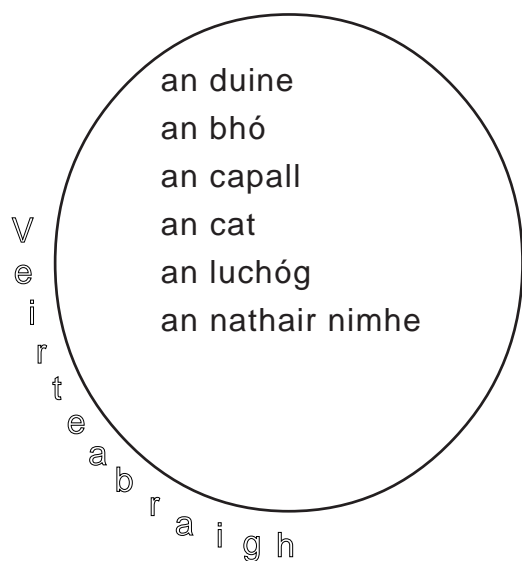 an duine
an bhó
an capall
an cat
an luchóg
an nathair nimhe
Veirteabraigh